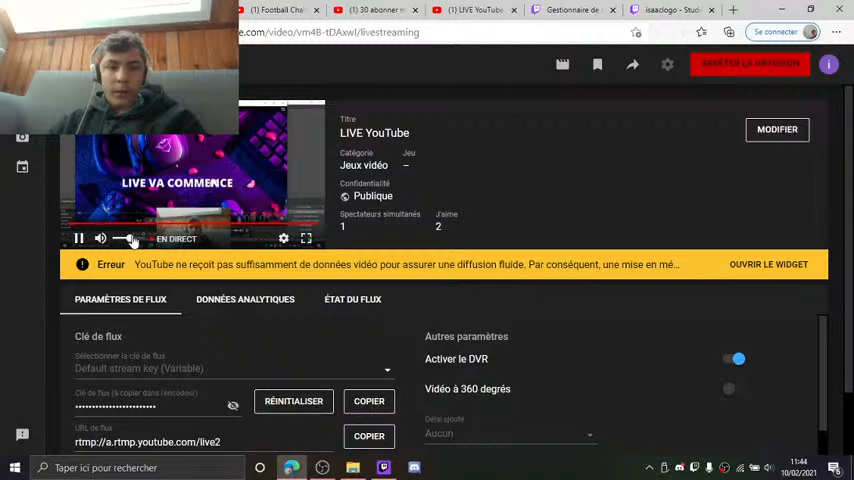 (1) Football Cha
(1) 30 abonner m
(1) LIVE YouTube
Gestionnaire de
isaaclogo - Stud
e.com/video/vm4B-tDAxwI/livestreaming
Se connecter
ARRÊTER LA DIFFUSION
i
Titre
LIVE YouTube
MODIFIER
Catégorie Jeu
Jeux vidéo –
Confidentialité
Publique
Spectateurs simultanés J'aime
1 2
LIVE VA COMMENCE
EN DIRECT
Erreur YouTube ne reçoit pas suffisamment de données vidéo pour assurer une diffusion fluide. Par conséquent, une mise en mé... OUVRIR LE WIDGET
PARAMÈTRES DE FLUX DONNÉES ANALYTIQUES ÉTAT DU FLUX
Clé de flux
Sélectionner la clé de flux
Default stream key (Variable)
Clé de flux (à copier dans l'encodeur)
••••••••••••••••••••••••
RÉINITIALISER COPIER
URL de flux
rtmp://a.rtmp.youtube.com/live2
COPIER
Autres paramètres
Activer le DVR
Vidéo à 360 degrés
Délai ajouté
Aucun
Taper ici pour rechercher
11:44
10/02/2021